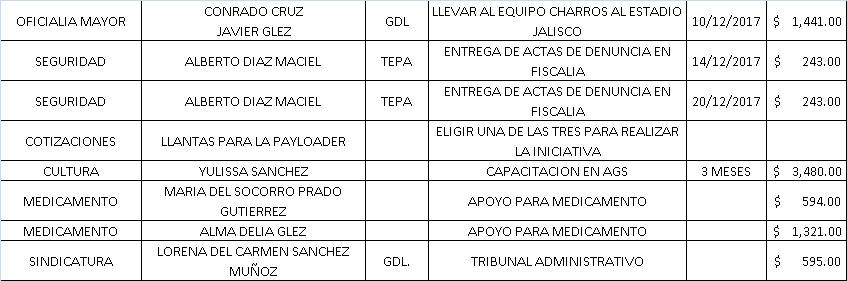 OFICIALIA MAYOR CONRADO CRUZ JAVIER GLEZ GDL LLEVAR AL EQUIPO CHARROS AL ESTADIO JALISCO 10/12/2017 $ 1,441.00
SEGURIDAD ALBERTO DIAZ MACIEL TEPA ENTREGA DE ACTAS DE DENUNCIA EN FISCALIA 14/12/2017 $ 243.00
SEGURIDAD ALBERTO DIAZ MACIEL TEPA ENTREGA DE ACTAS DE DENUNCIA EN FISCALIA 20/12/2017 $ 243.00
COTIZACIONES LLANTAS PARA LA PAYLOADER ELIGIR UNA DE LAS TRES PARA REALIZAR LA INICIATIVA
CULTURA YULISSA SANCHEZ CAPACITACION EN AGS 3 MESES $ 3,480.00
MEDICAMENTO MARIA DEL SOCORRO PRADO GUTIERREZ APOYO PARA MEDICAMENTO $ 594.00
MEDICAMENTO ALMA DELIA GLEZ APOYO PARA MEDICAMENTO $ 1,321.00
SINDICATURA LORENA DEL CARMEN SANCHEZ MUÑOZ GDL. TRIBUNAL ADMINISTRATIVO $ 595.00